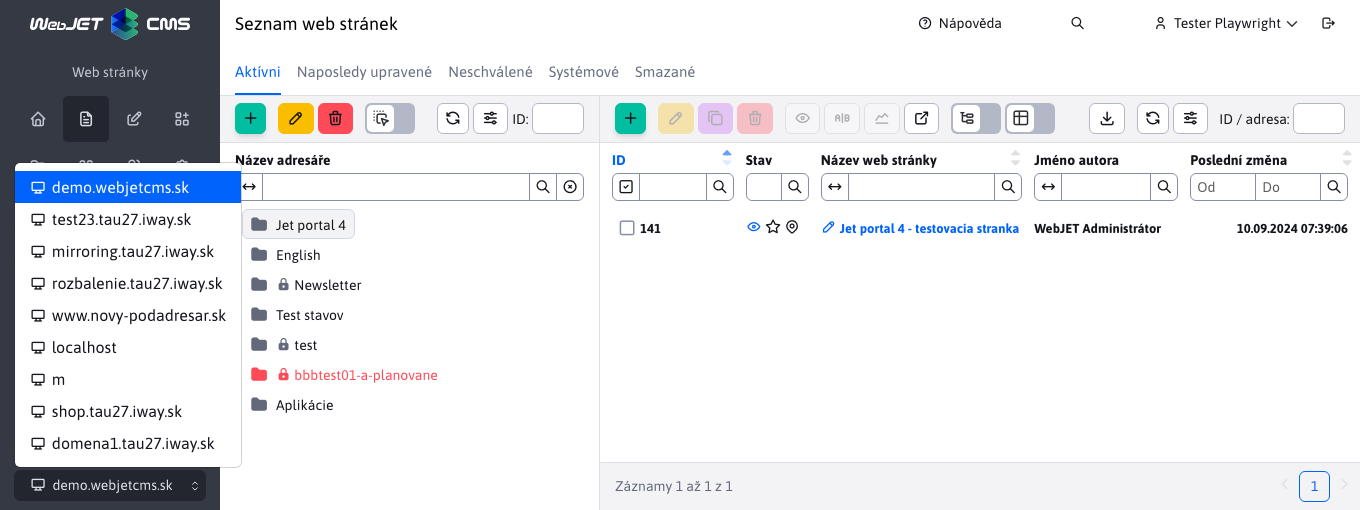 WebJET CMS
Seznam web stránek
Nápověda
Tester Playwright
Web stránky
Aktívni
Naposledy upravené
Neschválené
Systémové
Smazané
ID:
ID / adresa:
Název adresáře
ID
Stav
Název web stránky
Jméno autora
Poslední změna
Od
Do
demo.webjetcms.sk
test23.tau27.iway.sk
mirroring.tau27.iway.sk
rozbalenie.tau27.iway.sk
www.novy-podadresar.sk
localhost
m
shop.tau27.iway.sk
domena1.tau27.iway.sk
demo.webjetcms.sk
Jet portal 4
English
Newsletter
Test stavov
test
bbbtest01-a-planovane
Aplikácie
141
Jet portal 4 - testovacia stranka
WebJET Administrátor
10.09.2024 07:39:06
Záznamy 1 až 1 z 1
1